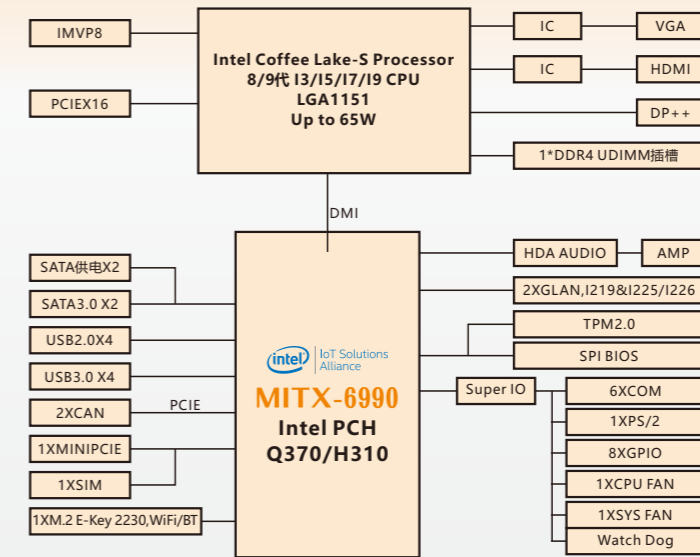 IMVP8
PCIEX16
Intel Coffee Lake-S Processor
8/9代 I3/I5/I7/I9 CPU
LGA1151
Up to 65W
IC
VGA
IC
HDMI
DP++
1*DDR4 UDIMM插槽
DMI
SATA供电X2
SATA3.0 X2
USB2.0X4
USB3.0 X4
2XCAN
PCIE
1XMINIPCIE
1XSIM
1XM.2 E-Key 2230,WiFi/BT
intel
IoT Solutions
Alliance
MITX-6990
Intel PCH
Q370/H310
HDA AUDIO
AMP
2XGLAN,I219&I225/I226
TPM2.0
SPI BIOS
Super IO
6XCOM
1XPS/2
8XGPIO
1XCPU FAN
1XSYS FAN
Watch Dog